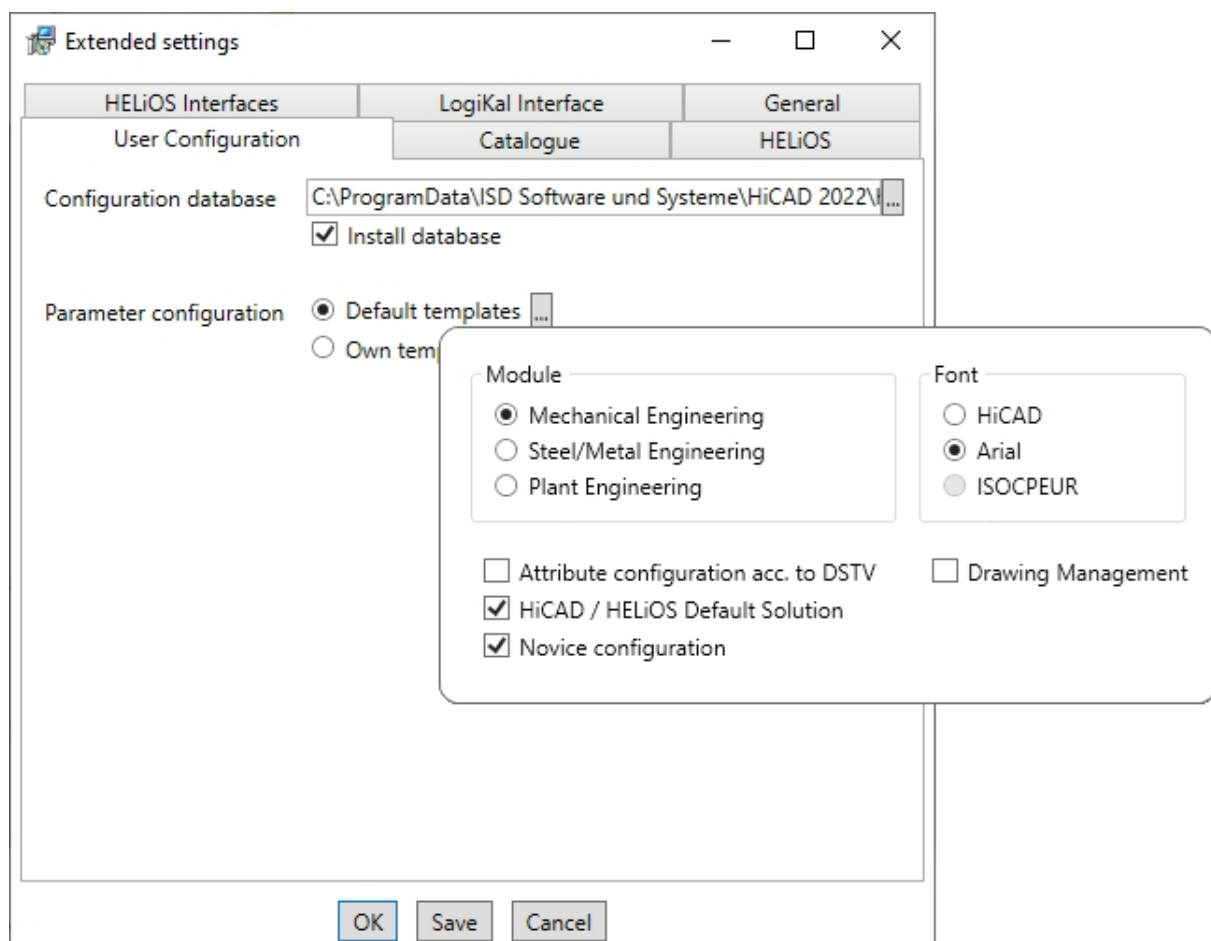 Extended settings
HELiOS Interfaces LogiKal Interface General
User Configuration Catalogue HELiOS
Configuration database C:\ProgramData\ISD Software und Systeme\HiCAD 2022\ ...
Install database
Parameter configuration Default templates ...
Own
Module Font
Mechanical Engineering HiCAD
Steel/Metal Engineering Arial
Plant Engineering ISOCPEUR
Attribute configuration acc. to DSTV Drawing Management
HiCAD / HELiOS Default Solution
Novice configuration
OK Save Cancel